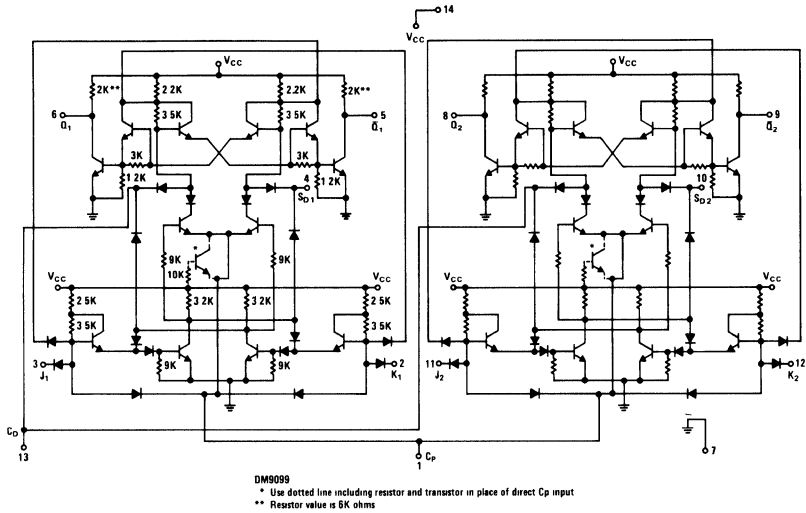 14
VCC
VCC
VCC
2K**
2 2K
2.2K
2K**
3 5K
3 5K
6
Q1
5
Q̅1
8
Q2
9
Q̅2
3K
3K
1 2K
4
1 2K
SD1
10
SD2
*
*
9K
10K
9K
VCC
VCC
VCC
VCC
2 5K
3 2K
3 2K
2 5K
3 5K
3 5K
3
J1
9K
9K
2
K1
11
J2
12
K2
CD
13
CP
1
7
DM9099
* Use dotted line including resistor and transistor in place of direct Cp input
** Resistor value is 6K ohms